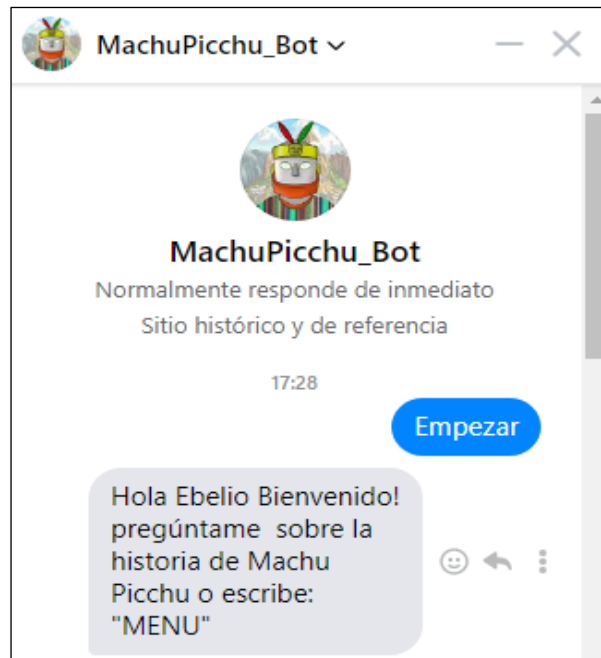 MachuPicchu_Bot
MachuPicchu_Bot
Normalmente responde de inmediato
Sitio histórico y de referencia
17:28
Empezar
Hola Ebelio Bienvenido!
pregúntame sobre la
historia de Machu
Picchu o escribe:
"MENU"